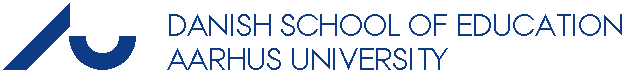 DANISH SCHOOL OF EDUCATION
AARHUS UNIVERSITY